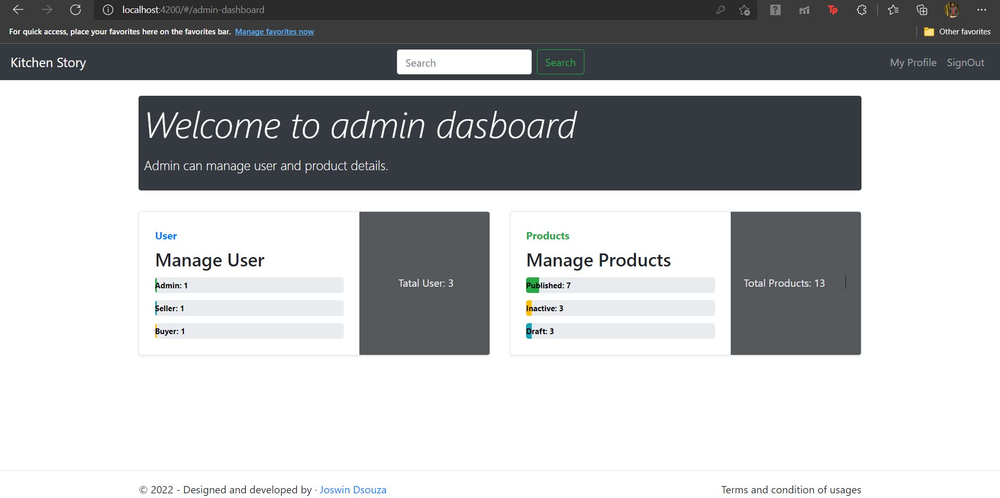 localhost:4200/#/admin-dashboard
For quick access, place your favorites here on the favorites bar. Manage favorites now
Other favorites
Kitchen Story
Search
Search
My Profile
SignOut
Welcome to admin dasboard
Admin can manage user and product details.
User
Manage User
Admin: 1
Seller: 1
Buyer: 1
Tatal User: 3
Products
Manage Products
Published: 7
Inactive: 3
Draft: 3
Total Products: 13
© 2022 - Designed and developed by · Joswin Dsouza
Terms and condition of usages